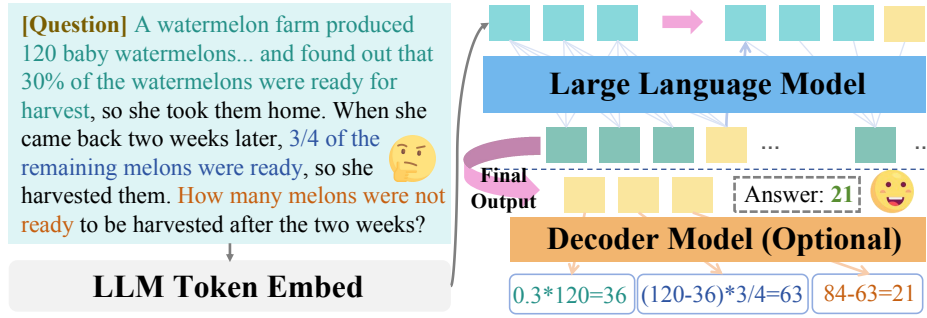 [Question] A watermelon farm produced
120 baby watermelons... and found out that
30% of the watermelons were ready for
harvest, so she took them home. When she
came back two weeks later, 3/4 of the
remaining melons were ready, so she
harvested them. How many melons were not
ready to be harvested after the two weeks?
LLM Token Embed
Large Language Model
...
..
Final
Output
Answer: 21
Decoder Model (Optional)
0.3*120=36
(120-36)*3/4=63
84-63=21